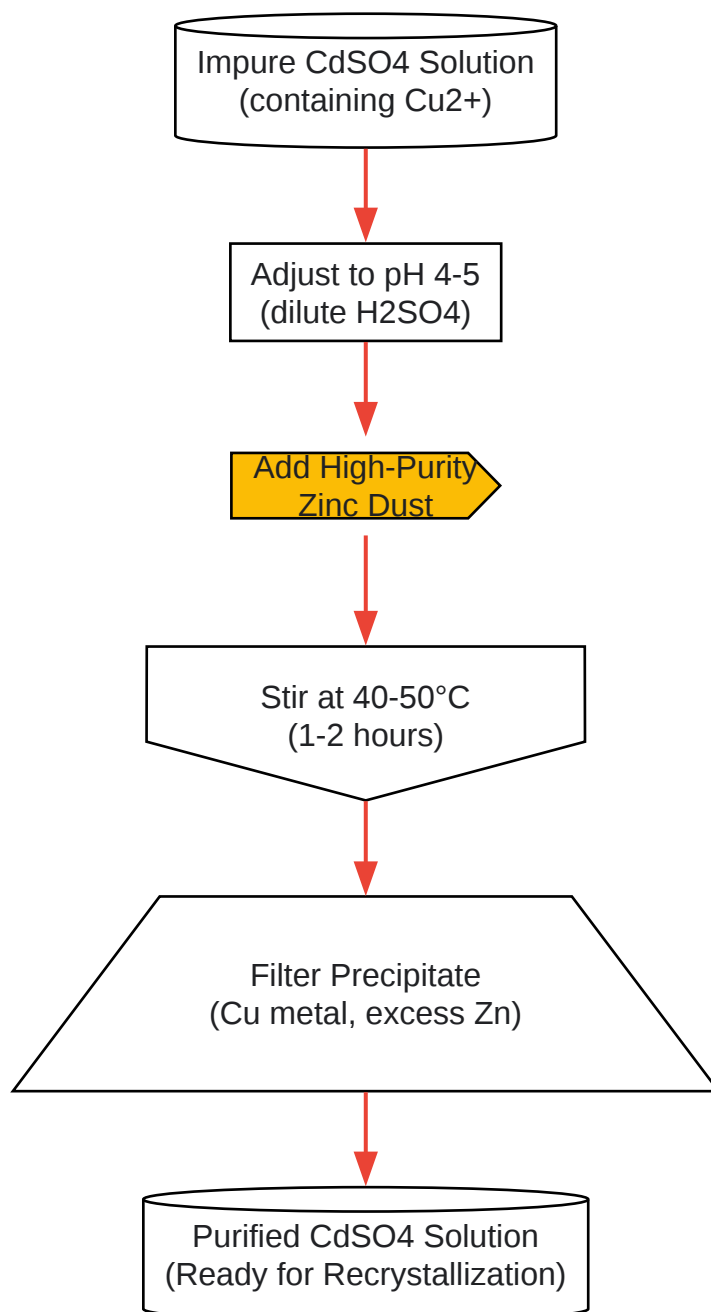 Impure CdSO4 Solution
(containing Cu2+)
Adjust to pH 4-5
(dilute H2SO4)
Add High-Purity
Zinc Dust
Stir at 40-50°C
(1-2 hours)
Filter Precipitate
(Cu metal, excess Zn)
Purified CdSO4 Solution
(Ready for Recrystallization)